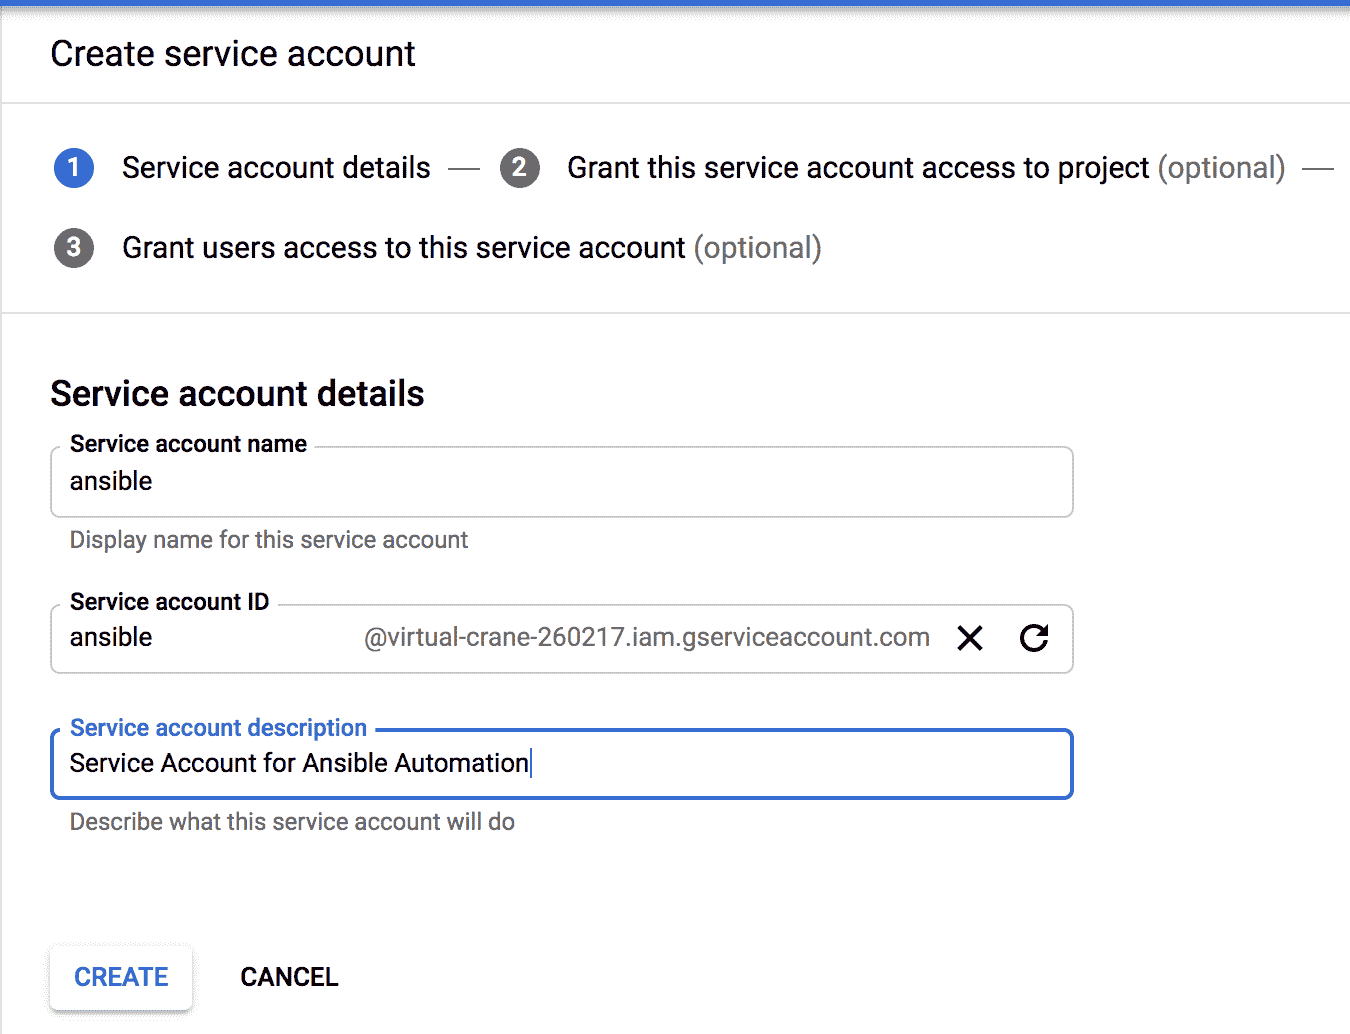 Create service account
1 Service account details — 2 Grant this service account access to project (optional) —
3 Grant users access to this service account (optional)
Service account details
Service account name
ansible
Display name for this service account
Service account ID
ansible @virtual-crane-260217.iam.gserviceaccount.com
Service account description
Service Account for Ansible Automation
Describe what this service account will do
CREATE CANCEL